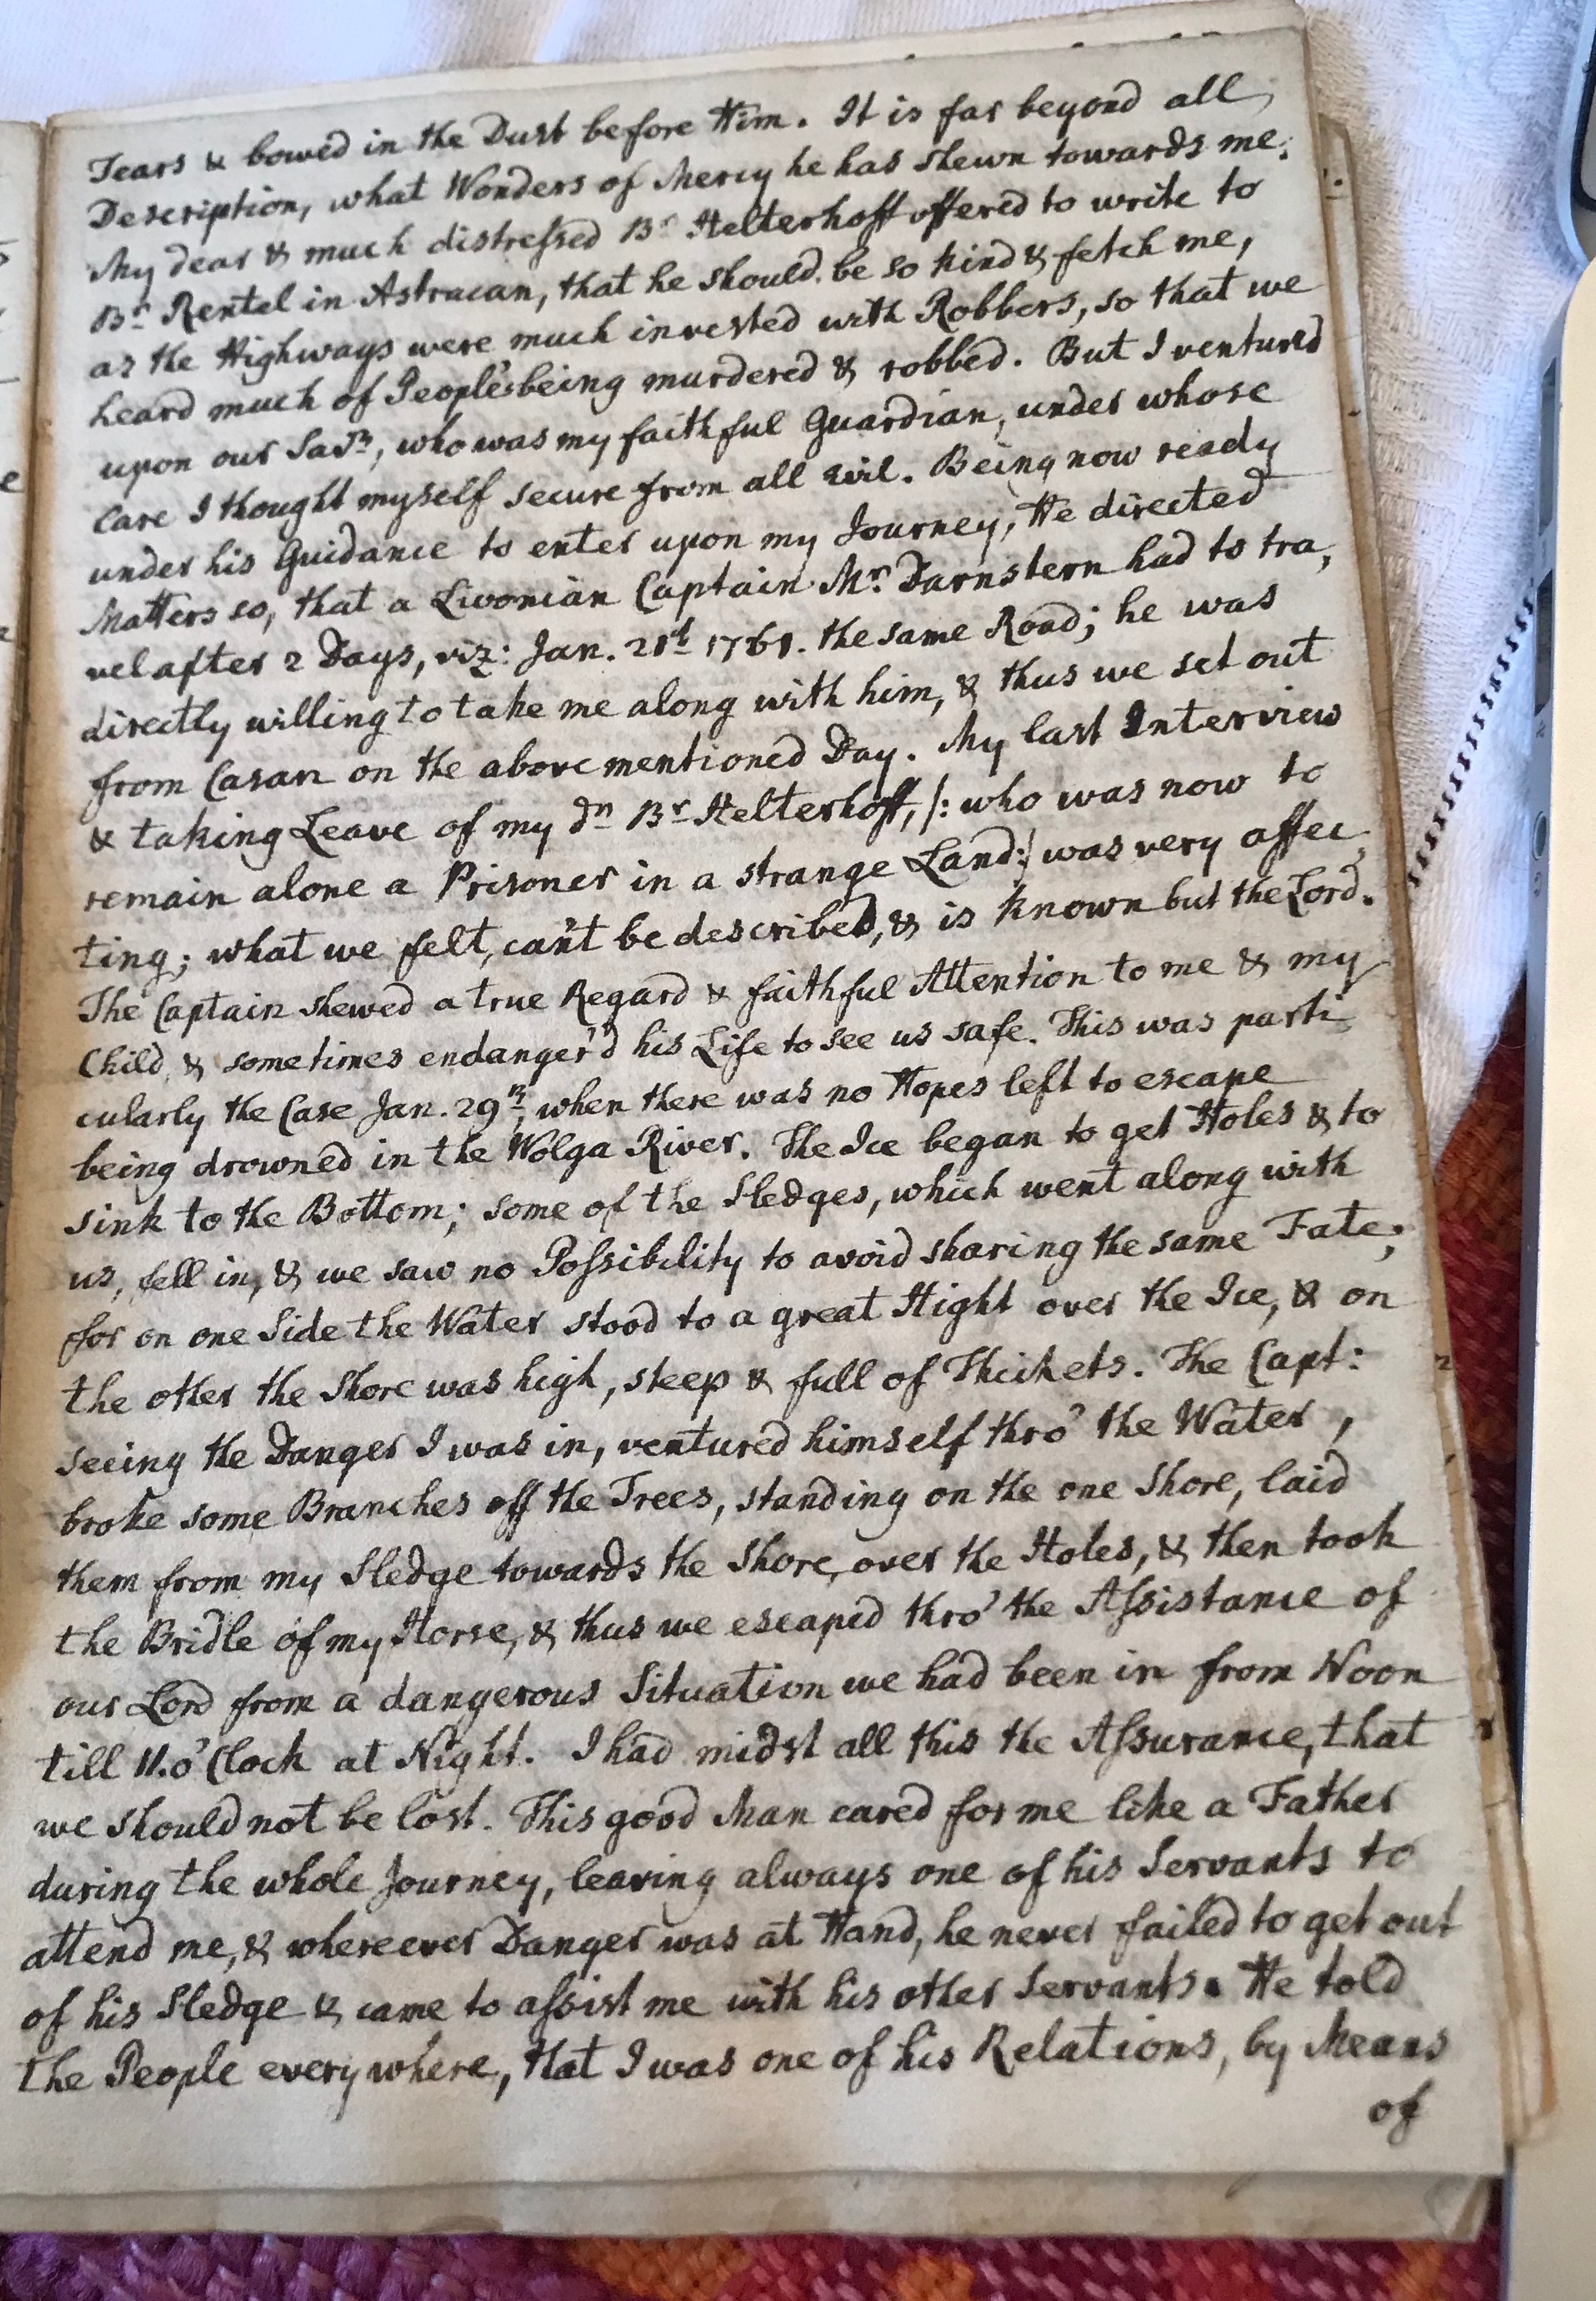 Tears & bowed in the Dust before Him. It is far beyond all
Description, what Wonders of Mercy he has shewn towards me.
My dear & much distressed Br. Helterhoff offered to write to
Br. Rentel in Astracan, that he should be so kind & fetch me,
as the Highways were much invested with Robbers, so that we
heard much of People's being murdered & robbed. But I ventured
upon our Savr., who was my faithful Guardian, under whose
Care I thought myself secure from all evil. Being now ready
under his Guidance to enter upon my Journey, He directed
Matters so, that a Livonian Captain Mr. Darnstern had to tra,
vel after 2 Days, viz: Jan. 21st 1761. the same Road; he was
directly willing to take me along with him, & thus we set out
from Casan on the abovementioned Day. My last Interview
& taking Leave of my dn Br. Helterhoff, /: who was now to
remain alone a Prisoner in a strange Land:/ was very affec,
ting; what we felt, can't be described, & is known but the Lord.
The Captain shewed a true Regard & faithful Attention to me & my
Child, & sometimes endanger'd his Life to see us safe. This was parti
cularly the Case Jan. 29th, when there was no Hopes left to escape
being drowned in the Wolga River. The Ice began to get Holes & to
sink to the Bottom; some of the Sledges, which went along with
us, fell in, & we saw no Possibility to avoid sharing the same Fate;
for on one Side the Water stood to a great Hight over the Ice, & on
the other the Shore was high, steep & full of Thickets. The Capt:
seeing the Danger I was in, ventured himself thro' the Water,
broke some Branches off the Trees, standing on the one Shore, laid
them from my Sledge towards the Shore, over the Holes, & then took
the Bridle of my Horse, & thus we escaped thro' the Assistance of
our Lord from a dangerous Situation we had been in from Noon
till 11. o'Clock at Night. I had midst all this the Assurance, that
we should not be lost. This good Man cared for me like a Father
during the whole Journey, leaving always one of his Servants to
attend me, & whereever Danger was at Hand, he never failed to get out
of his Sledge & came to assist me with his other Servants. He told
the People everywhere, that I was one of his Relations, by Means
of